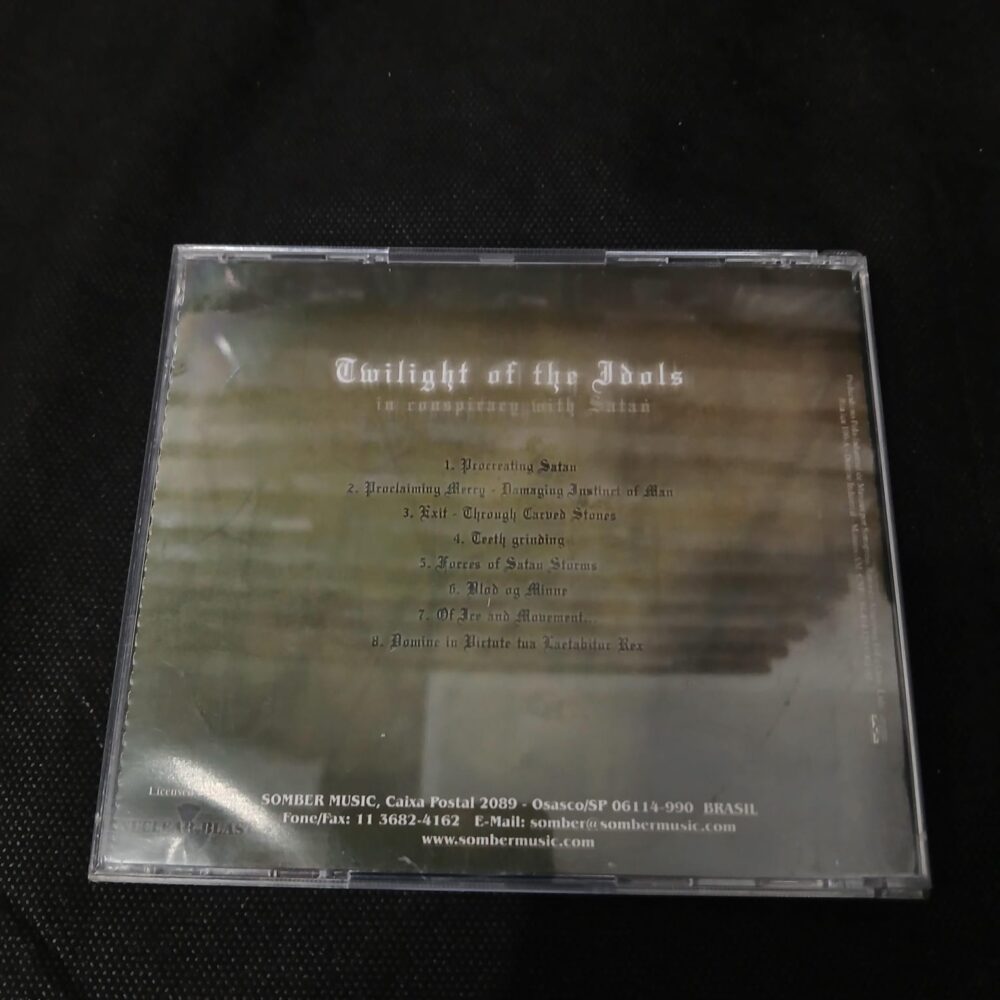 Twilight of the Idols
in conspiracy with Satan
1. Procreating Satan
2. Proclaiming Mercy - Damaging Instinct of Man
3. Exit - Through Carved Stones
4. Teeth grinding
5. Forces of Satan Storms
6. Blod og Minne
7. Of Ice and Movement...
8. Domine in Virtute tua Laetabitur Rex
Licensed
SOMBER MUSIC, Caixa Postal 2089 - Osasco/SP 06114-990 BRASIL
Fone/Fax: 11 3682-4162 E-Mail: somber@sombermusic.com
www.sombermusic.com